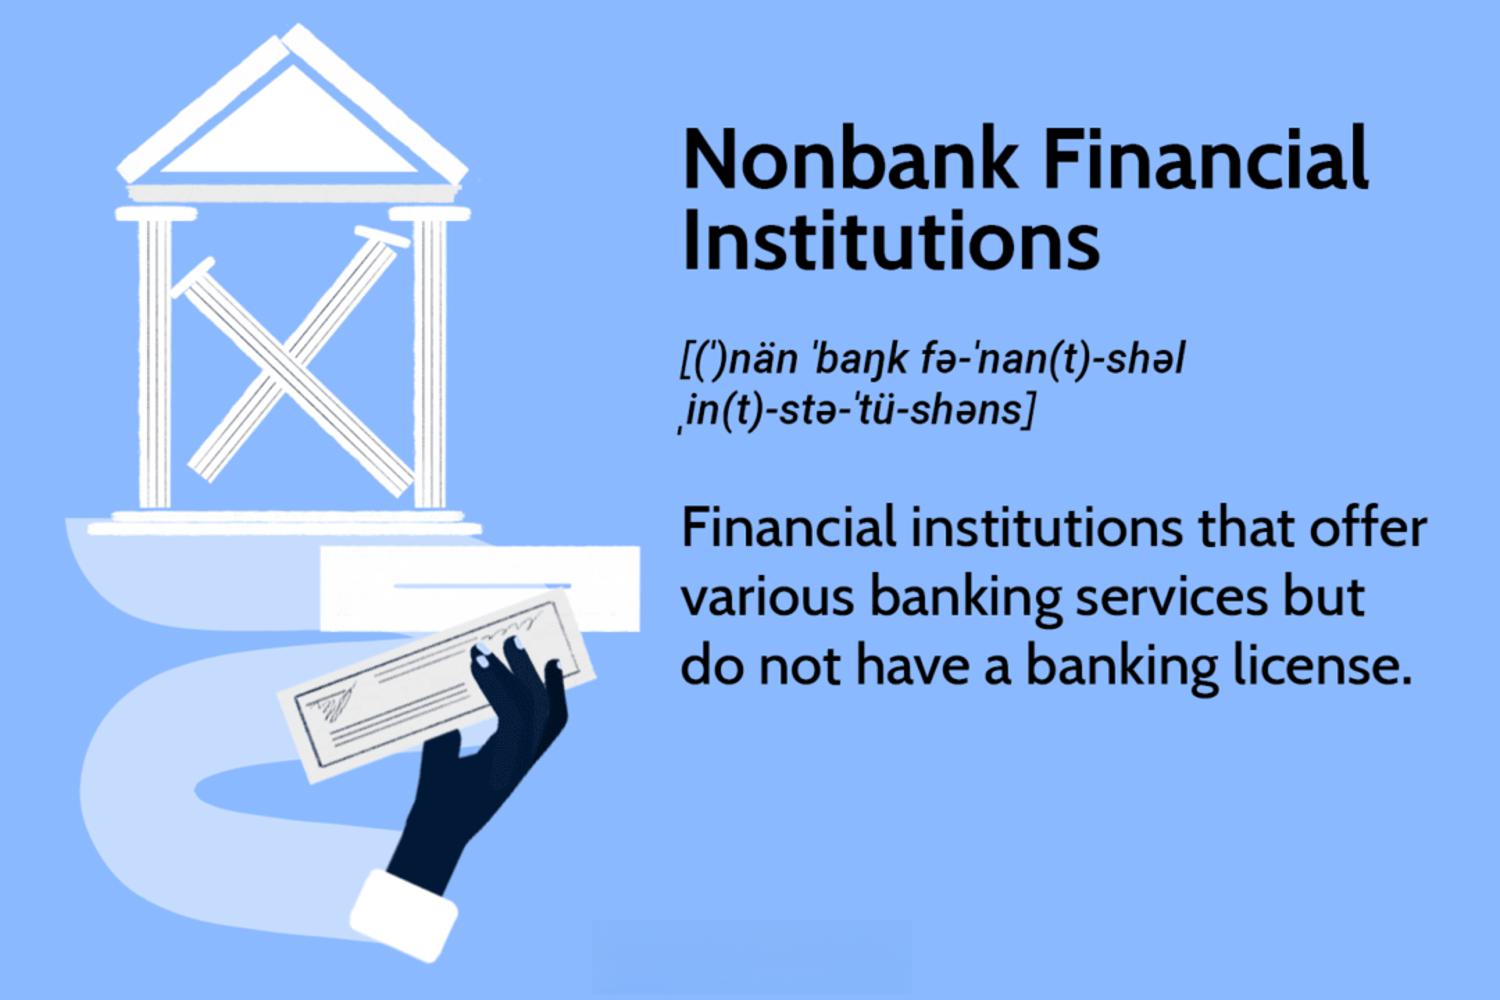 Nonbank Financial
Institutions
[(ˈ)nän ˈbaŋk fə-ˈnan(t)-shəl
ˌin(t)-stə-ˈtü-shəns]
Financial institutions that offer
various banking services but
do not have a banking license.